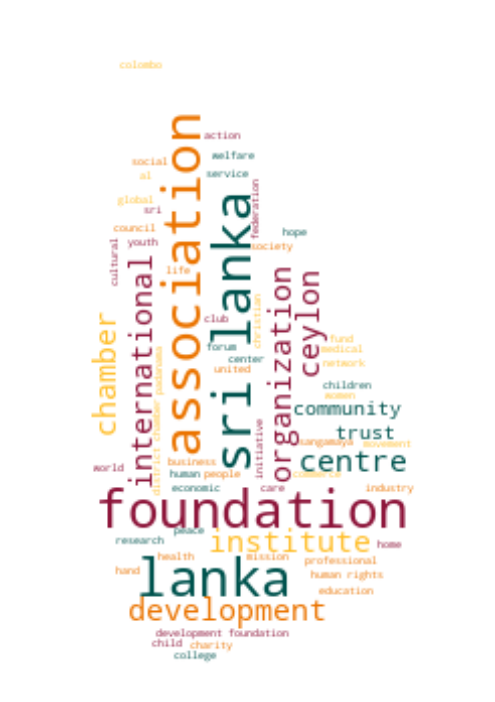 colombo
association
action
social
welfare
al
service
global
sri
sri lanka
federation
council
youth
hope
society
cultural
international
life
organization
ceylon
club
christian
chamber
forum
center
united
fund
medical
network
district chamber
padanama
children
women
community
trust
initiative
sangamaya
movement
centre
world
business
human
people
commerce
economic
care
industry
foundation
peace
research
institute
home
health
mission
professional
hand
lanka
human rights
education
development
development foundation
child
charity
college